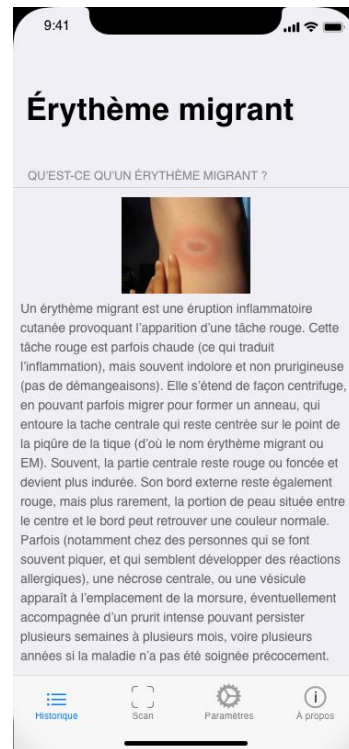 9:41
Érythème migrant
QU'EST-CE QU'UN ÉRYTHÈME MIGRANT ?
Un érythème migrant est une éruption inflammatoire
cutanée provoquant l'apparition d'une tâche rouge. Cette
tâche rouge est parfois chaude (ce qui traduit
l'inflammation), mais souvent indolore et non prurigineuse
(pas de démangeaisons). Elle s'étend de façon centrifuge,
en pouvant parfois migrer pour former un anneau, qui
entoure la tache centrale qui reste centrée sur le point de
la piqûre de la tique (d'où le nom érythème migrant ou
EM). Souvent, la partie centrale reste rouge ou foncée et
devient plus indurée. Son bord externe reste également
rouge, mais plus rarement, la portion de peau située entre
le centre et le bord peut retrouver une couleur normale.
Parfois (notamment chez des personnes qui se font
souvent piquer, et qui semblent développer des réactions
allergiques), une nécrose centrale, ou une vésicule
apparaît à l'emplacement de la morsure, éventuellement
accompagnée d'un prurit intense pouvant persister
plusieurs semaines à plusieurs mois, voire plusieurs
années si la maladie n'a pas été soignée précocement.
Historique Scan Paramètres À propos